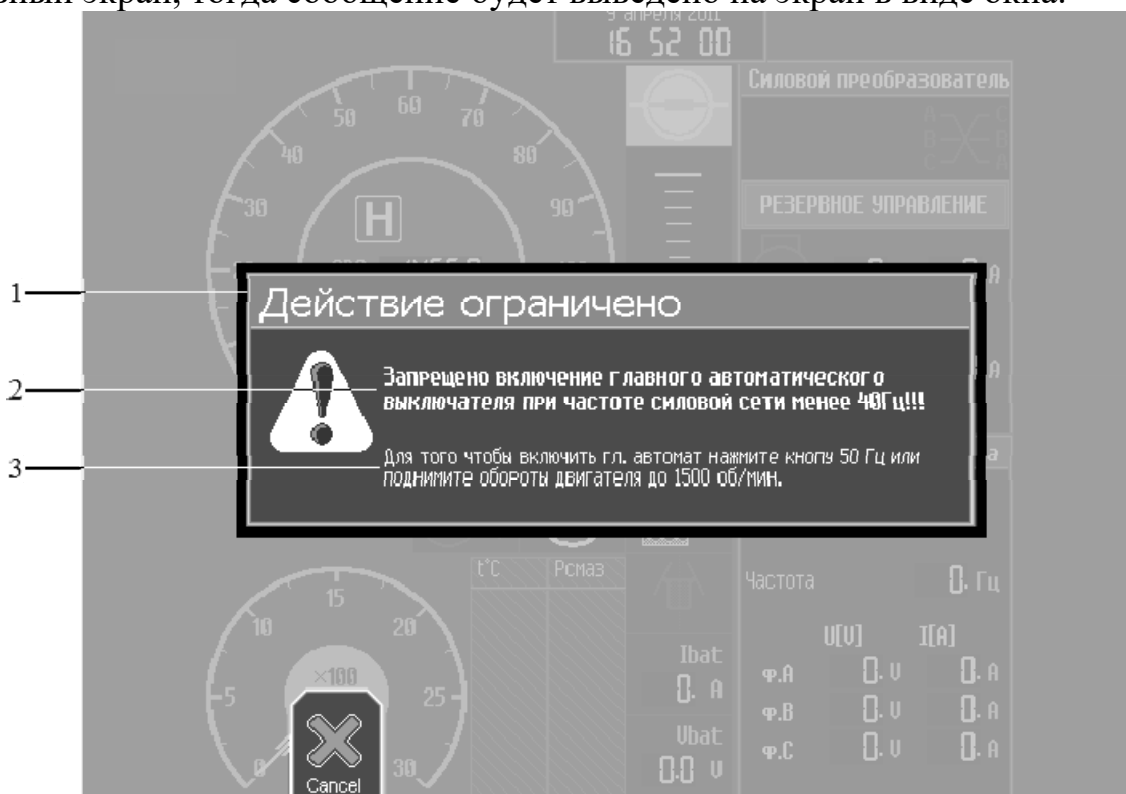 экран, тогда сообщение будет выведено на экран в виде окна.
9 апреля 2011
16 52 00
Силовой преобразователь
A C
B B
C A
РЕЗЕРВНОЕ УПРАВЛЕНИЕ
30 40 50 60 70 80 90
H
A
1
Действие ограничено
2
Запрещено включение главного автоматического
выключателя при частоте силовой сети менее 40Гц!!!
A
3
Для того чтобы включить гл. автомат нажмите кнопу 50 Гц или
поднимите обороты двигателя до 1500 об/мин.
а
t°C Рсмаз
Частота 0. Гц
0 5 10 15 20 25 30
×100
U[V] I[A]
Ibat
0. A
ф.A 0. V 0. A
ф.B 0. V 0. A
Ubat
0.0 V
ф.C 0. V 0. A
Cancel